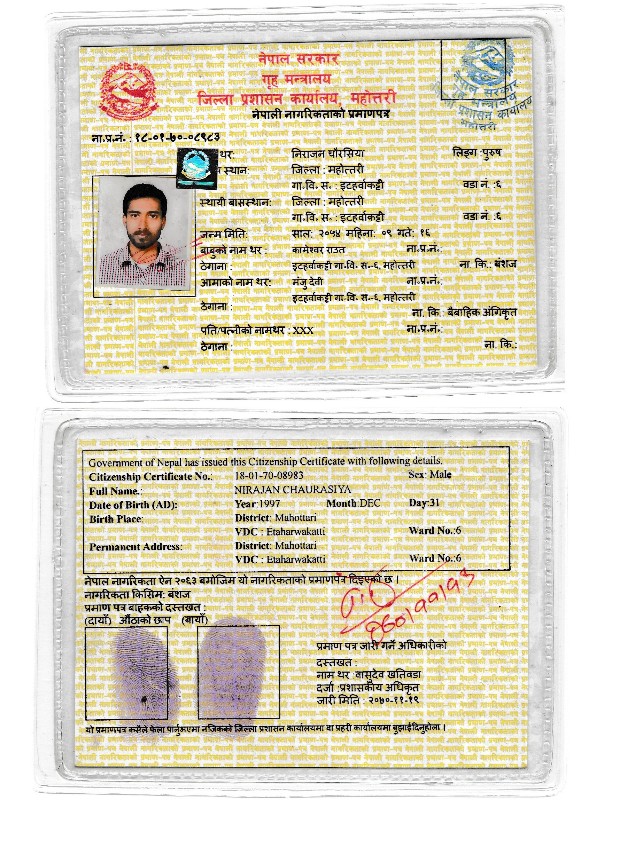 नेपाल सरकार
गृह मन्त्रालय
जिल्ला प्रशासन कार्यालय, महोत्तरी
नेपाली नागरिकताको प्रमाणपत्र
नेपाल सरकार
गृह मन्त्रालय
जिल्ला प्रशासन कार्यालय
महोत्तरी
ना.प्र.नं. : १८-०१-७०-०८९८३
थर: निराजन चौरसिया लिङ्ग :पुरुष
स्थान: जिल्ला : महोत्तरी
गा.वि. स. : इटहर्वाकट्टी वडा नं :६
स्थायी बासस्थान: जिल्ला : महोत्तरी
गा.वि. स. : इटहर्वाकट्टी वडा नं :६
जन्म मिति: साल: २०५४ महिना: ०९ गते: १६
बाबुको नाम थर : कामेश्वर राउत ना.प्र.नं.
ठेगाना : इटहर्वाकट्टी गा.वि. स.-६, महोत्तरी ना. कि.: बंशज
आमाको नाम थर: मंजु देवी ना.प्र.नं.:
ठेगाना: इटहर्वाकट्टी गा.वि. स.-६, महोत्तरी
ना. कि.: बैबाहिक अंगिकृत
पति/पत्नीको नामथर : XXX ना.प्र.नं.:
ठेगाना: ना. कि.:
Government of Nepal has issued this Citizenship Certificate with following details.
Citizenship Certificate No.: 18-01-70-08983 Sex: Male
Full Name.: NIRAJAN CHAURASIYA
Date of Birth (AD): Year:1997 Month:DEC Day:31
Birth Place: District: Mahottari
VDC : Etaharwakatti Ward No.:6
Permanent Address: District: Mahottari
VDC : Etaharwakatti Ward No.:6
नेपाल नागरिकता ऐन २०६३ बमोजिम यो नागरिकताको प्रमाणपत्र दिइएको छ ।
नागरिकता किसिम: बंशज
प्रमाण पत्र बाहकको दस्तखत :
(दायाँ) औंठाको छाप (बायाँ)
प्रमाण पत्र जारी गर्ने अधिकारीको
दस्तखत :
नाम थर :वासुदेव खतिवडा
दर्जा :प्रशासकीय अधिकृत
जारी मिति : २०७०-११-१९
यो प्रमाणपत्र कसैले फेला पार्नुभएमा नजिकको जिल्ला प्रशासन कार्यालयमा वा प्रहरी कार्यालयमा बुझाईदिनुहोला ।